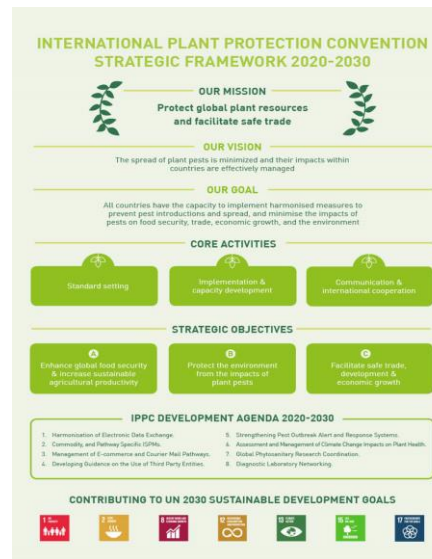 INTERNATIONAL PLANT PROTECTION CONVENTION
STRATEGIC FRAMEWORK 2020-2030
OUR MISSION
Protect global plant resources
and facilitate safe trade
OUR VISION
The spread of plant pests is minimized and their impacts within
countries are effectively managed
OUR GOAL
All countries have the capacity to implement harmonised measures to
prevent pest introductions and spread, and minimise the impacts of
pests on food security, trade, economic growth, and the environment
CORE ACTIVITIES
Standard setting
Implementation &
capacity development
Communication &
international cooperation
STRATEGIC OBJECTIVES
A
Enhance global food security
& increase sustainable
agricultural productivity
B
Protect the environment
from the impacts of
plant pests
C
Facilitate safe trade,
development &
economic growth
IPPC DEVELOPMENT AGENDA 2020-2030
1. Harmonisation of Electronic Data Exchange.
2. Commodity, and Pathway Specific ISPMs.
3. Management of E-commerce and Courier Mail Pathways.
4. Developing Guidance on the Use of Third Party Entities.
5. Strengthening Pest Outbreak Alert and Response Systems.
6. Assessment and Management of Climate Change Impacts on Plant Health.
7. Global Phytosanitary Research Coordination.
8. Diagnostic Laboratory Networking.
CONTRIBUTING TO UN 2030 SUSTAINABLE DEVELOPMENT GOALS
1
2
8
12
13
15
17